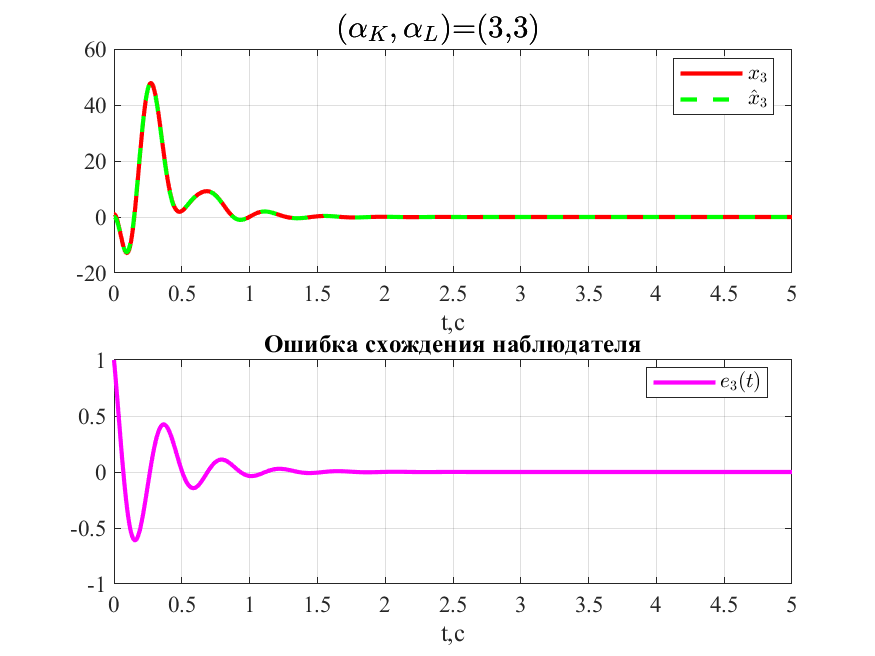 (α_K, α_L)=(3,3)
60
40
20
0
-20
x₃
x̂₃
0 0.5 1 1.5 2 2.5 3 3.5 4 4.5 5
t,c
Ошибка схождения наблюдателя
1
0.5
0
-0.5
-1
e₃(t)
0 0.5 1 1.5 2 2.5 3 3.5 4 4.5 5
t,c